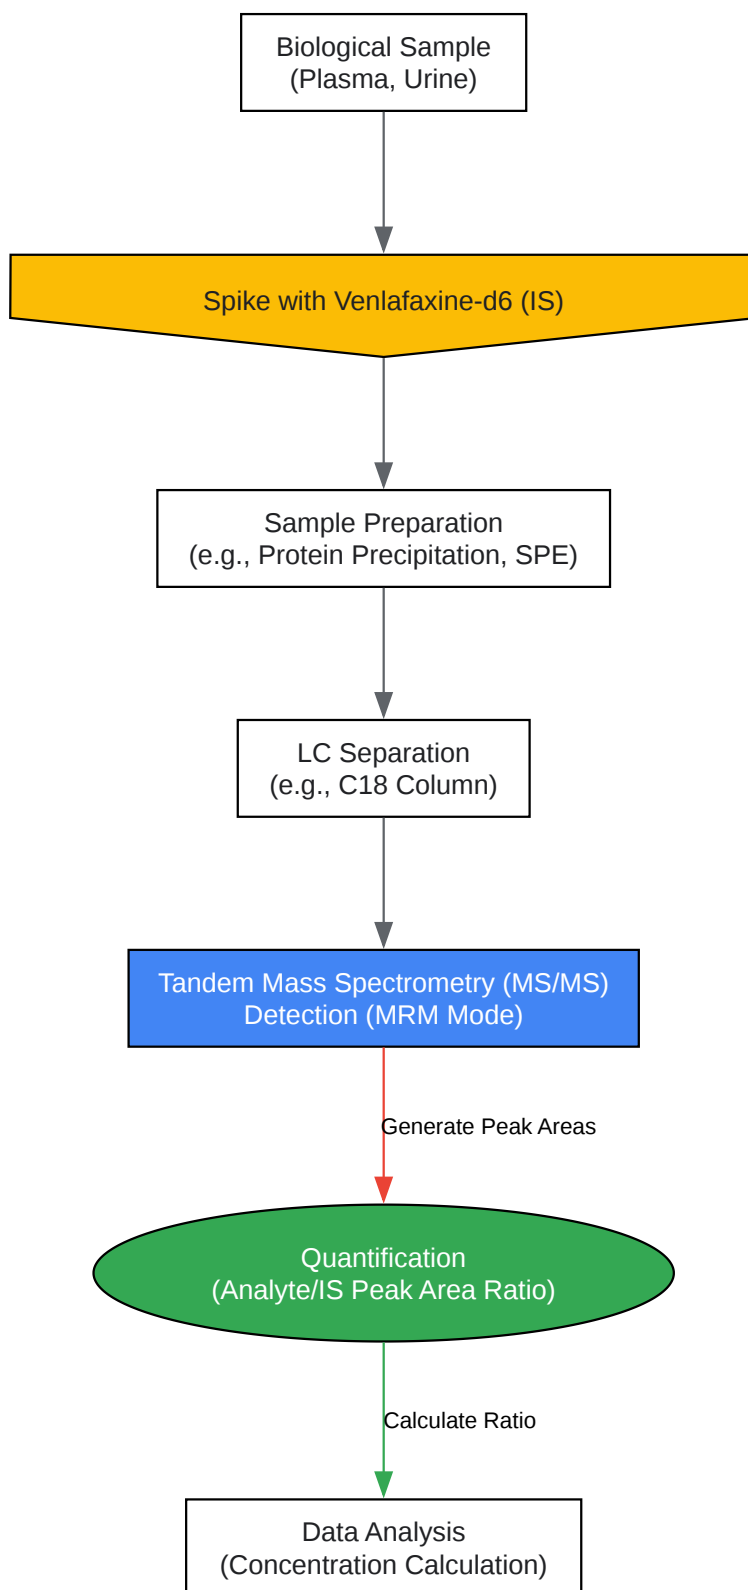 Biological Sample
(Plasma, Urine)
Spike with Venlafaxine-d6 (IS)
Sample Preparation
(e.g., Protein Precipitation, SPE)
LC Separation
(e.g., C18 Column)
Tandem Mass Spectrometry (MS/MS)
Detection (MRM Mode)
Generate Peak Areas
Quantification
(Analyte/IS Peak Area Ratio)
Calculate Ratio
Data Analysis
(Concentration Calculation)